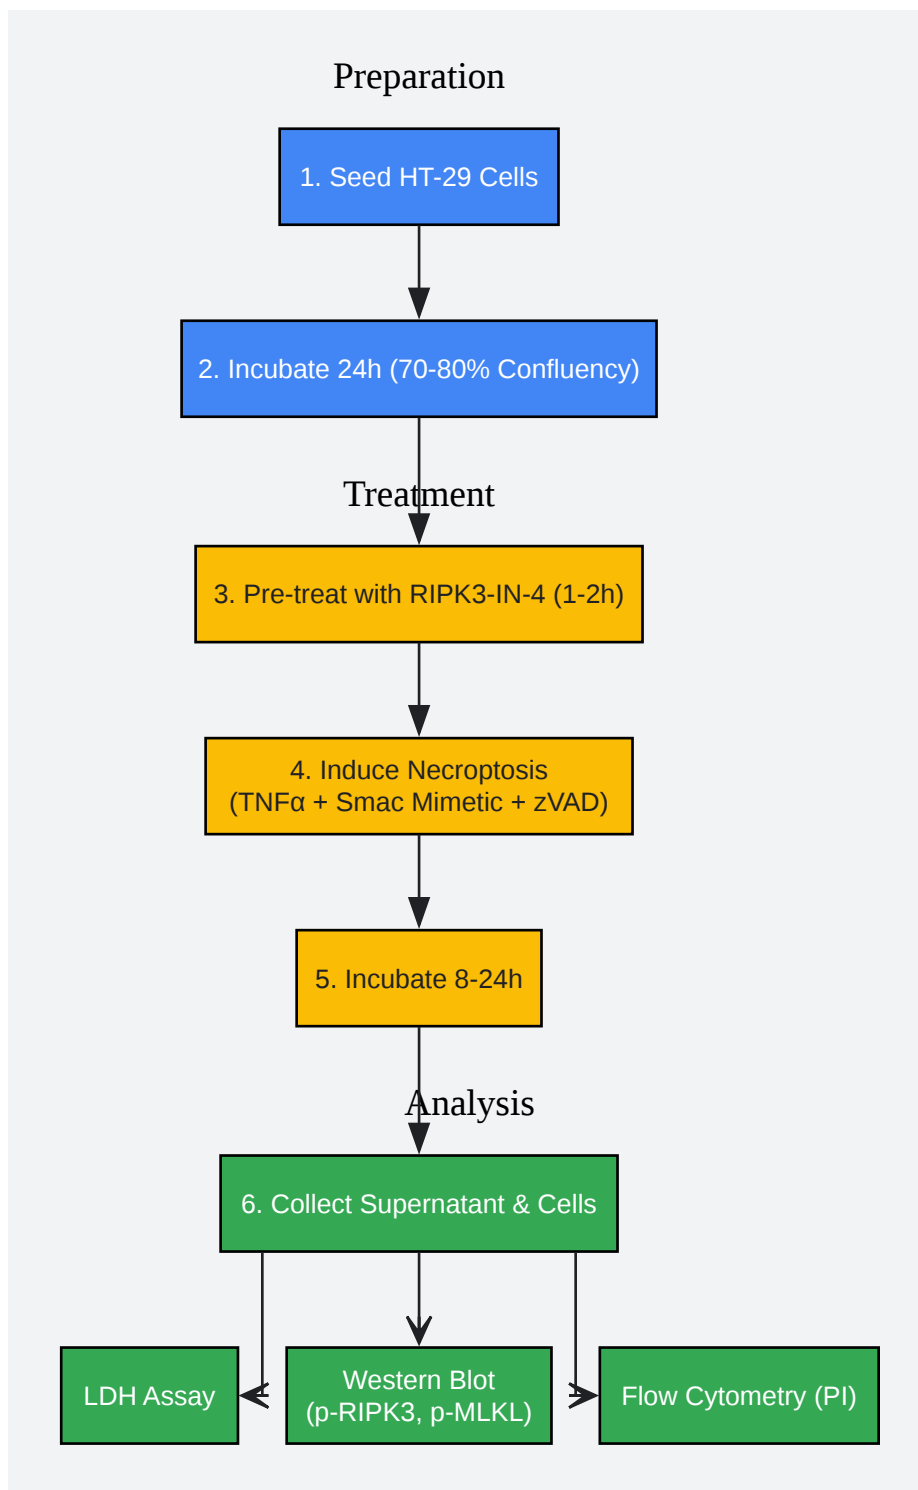 Preparation
1. Seed HT-29 Cells
2. Incubate 24h (70-80% Confluency)
Treatment
3. Pre-treat with RIPK3-IN-4 (1-2h)
4. Induce Necroptosis
(TNFα + Smac Mimetic + zVAD)
5. Incubate 8-24h
Analysis
6. Collect Supernatant & Cells
LDH Assay
Western Blot
(p-RIPK3, p-MLKL)
Flow Cytometry (PI)